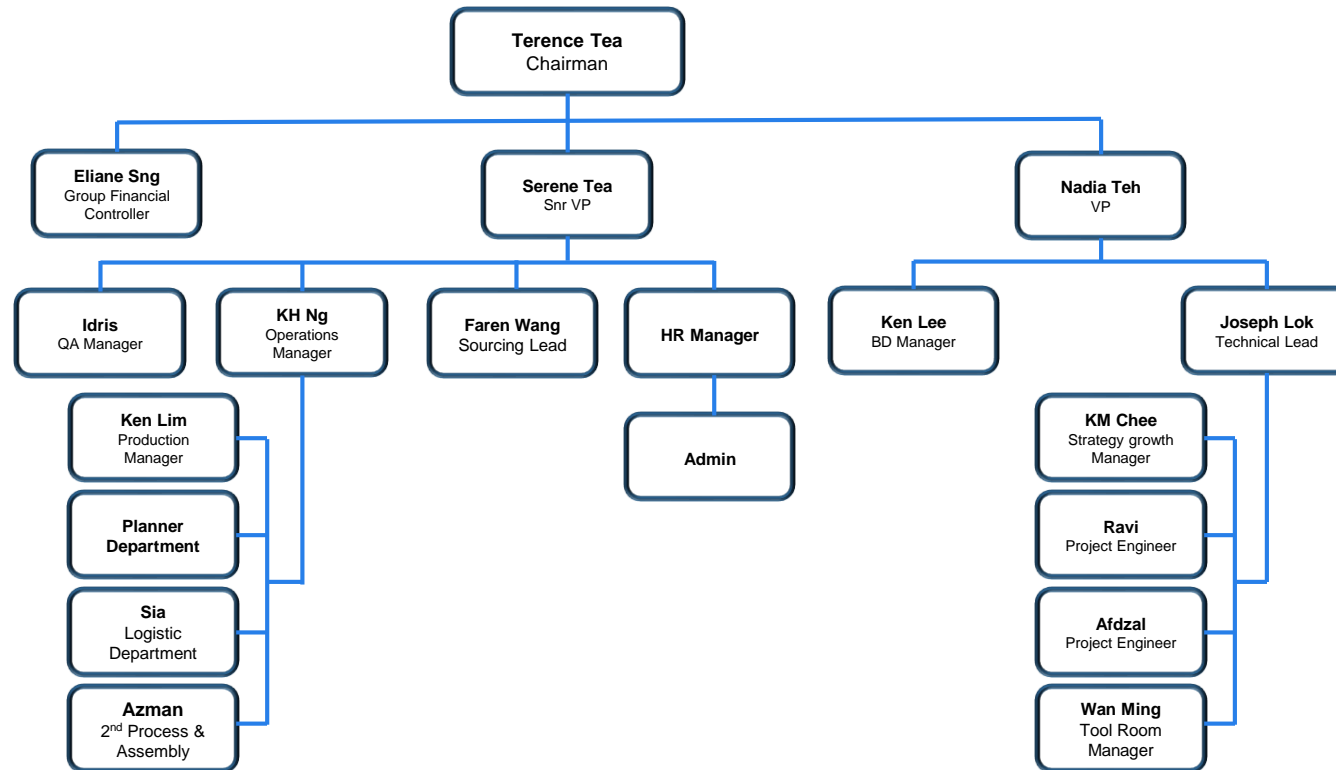 Terence Tea
Chairman
Eliane Sng
Group Financial
Controller
Serene Tea
Snr VP
Nadia Teh
VP
Idris
QA Manager
KH Ng
Operations
Manager
Faren Wang
Sourcing Lead
HR Manager
Ken Lee
BD Manager
Joseph Lok
Technical Lead
Ken Lim
Production
Manager
Planner
Department
Sia
Logistic
Department
Azman
2nd Process &
Assembly
Admin
KM Chee
Strategy growth
Manager
Ravi
Project Engineer
Afdzal
Project Engineer
Wan Ming
Tool Room
Manager